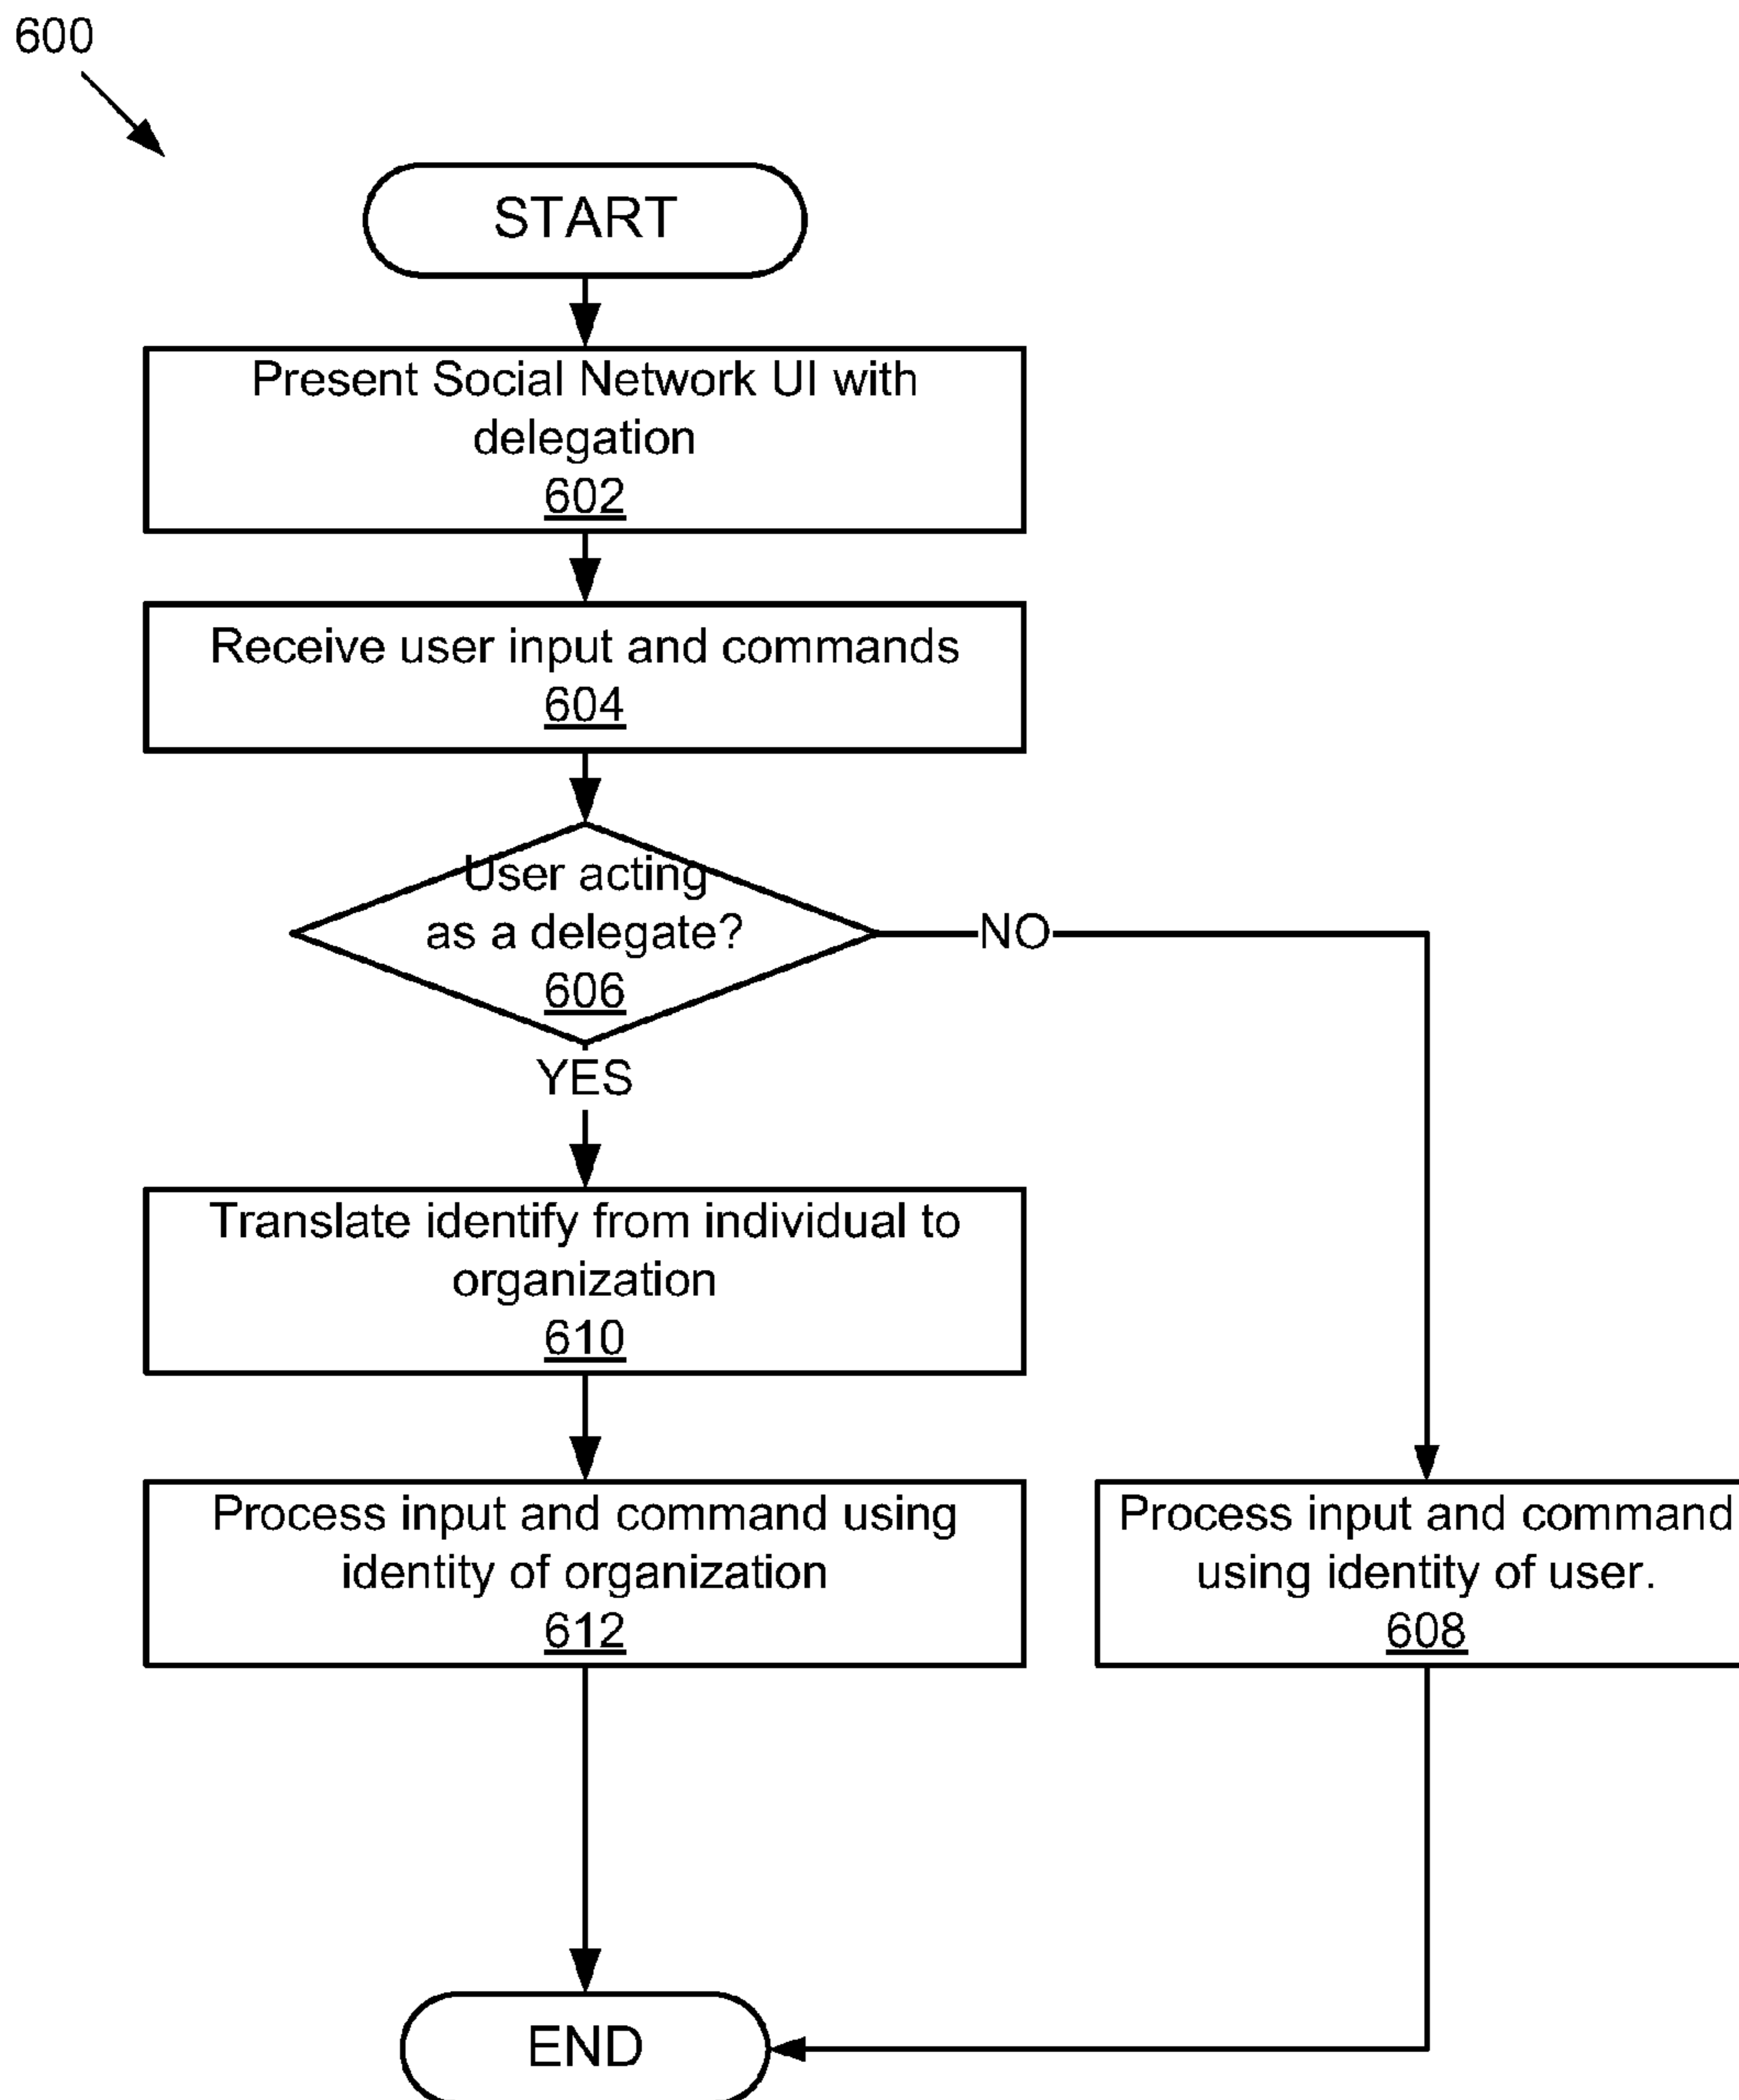 600
START
Present Social Network UI with
delegation
602
Receive user input and commands
604
User acting
as a delegate?
606
NO
YES
Translate identify from individual to
organization
610
Process input and command using
identity of organization
612
Process input and command
using identity of user.
608
END